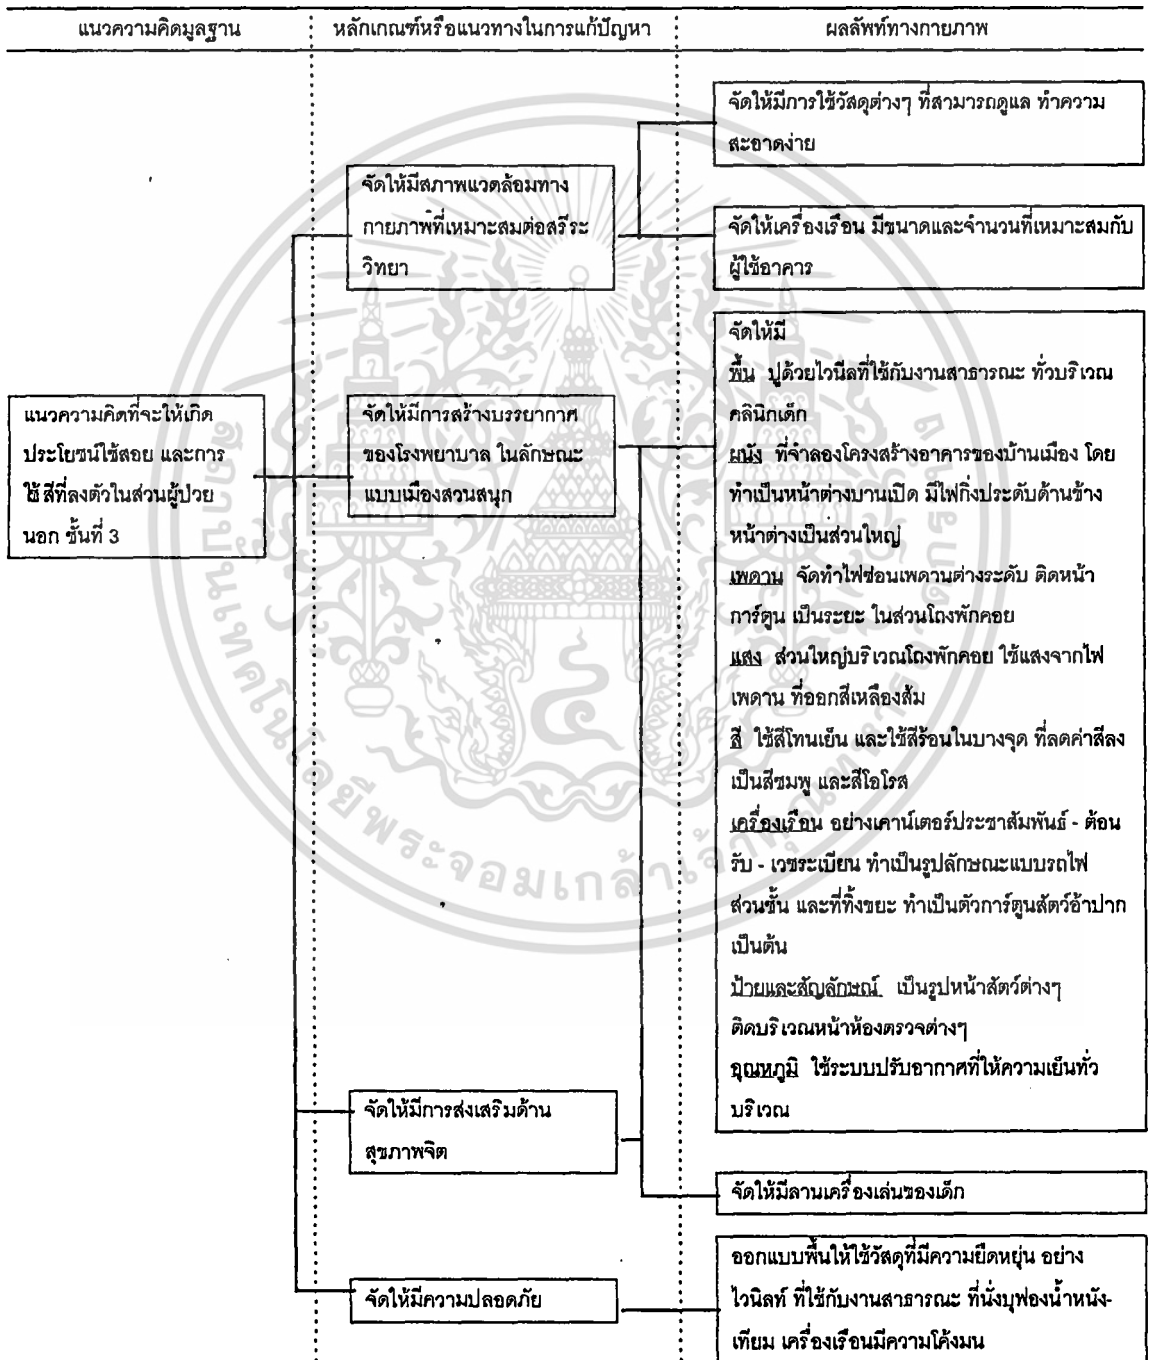 แนวความคิดมูลฐาน
หลักเกณฑ์หรือแนวทางในการแก้ปัญหา
ผลลัพท์ทางกายภาพ
แนวความคิดที่จะให้เกิด
ประโยชน์ใช้สอย และการ
ใช้สีที่ลงตัวในส่วนผู้ป่วย
นอก ชั้นที่ 3
จัดให้มีสภาพแวดล้อมทาง
กายภาพที่เหมาะสมต่อสรีระ
วิทยา
จัดให้มีการสร้างบรรยากาศ
ของโรงพยาบาล ในลักษณะ
แบบเมืองสวนสนุก
จัดให้มีการส่งเสริมด้าน
สุขภาพจิต
จัดให้มีความปลอดภัย
จัดให้มีการใช้วัสดุต่างๆ ที่สามารถดูแล ทำความ
สะอาดง่าย
จัดให้เครื่องเรือน มีขนาดและจำนวนที่เหมาะสมกับ
ผู้ใช้อาคาร
จัดให้มี
พื้น ปูด้วยไวนีลที่ใช้กับงานสาธารณะ ทั่วบริเวณ
คลินิกเด็ก
ผนัง ที่จำลองโครงสร้างอาคารของบ้านเมือง โดย
ทำเป็นหน้าต่างบานเปิด มีไฟกิ่งประดับด้านข้าง
หน้าต่างเป็นส่วนใหญ่
เพดาน จัดทำไฟซ่อนเพดานต่างระดับ ติดหน้า
การ์ตูน เป็นระยะ ในส่วนโถงพักคอย
แสง ส่วนใหญ่บริเวณโถงพักคอย ใช้แสงจากไฟ
เพดาน ที่ออกสีเหลืองส้ม
สี ใช้สีโทนเย็น และใช้สีร้อนในบางจุด ที่ลดค่าสีลง
เป็นสีชมพู และสีโอโรส
เครื่องเรือน อย่างเคาน์เตอร์ประชาสัมพันธ์ - ต้อน
รับ - เวชระเบียน ทำเป็นรูปลักษณะแบบรถไฟ
ส่วนชั้น และที่ทิ้งขยะ ทำเป็นตัวการ์ตูนสัตว์อ้าปาก
เป็นต้น
ป้ายและสัญลักษณ์ เป็นรูปหน้าสัตว์ต่างๆ
ติดบริเวณหน้าห้องตรวจต่างๆ
อุณหภูมิ ใช้ระบบปรับอากาศที่ให้ความเย็นทั่ว
บริเวณ
จัดให้มีลานเครื่องเล่นของเด็ก
ออกแบบพื้นให้ใช้วัสดุที่มีความยืดหยุ่น อย่าง
ไวนิลท์ ที่ใช้กับงานสาธารณะ ที่นั่งบุฟองน้ำหนัง-
เทียม เครื่องเรือนมีความโค้งมน
สถาบันเทคโนโลยีพระจอมเกล้าเจ้าคุณทหารลาดกระบัง